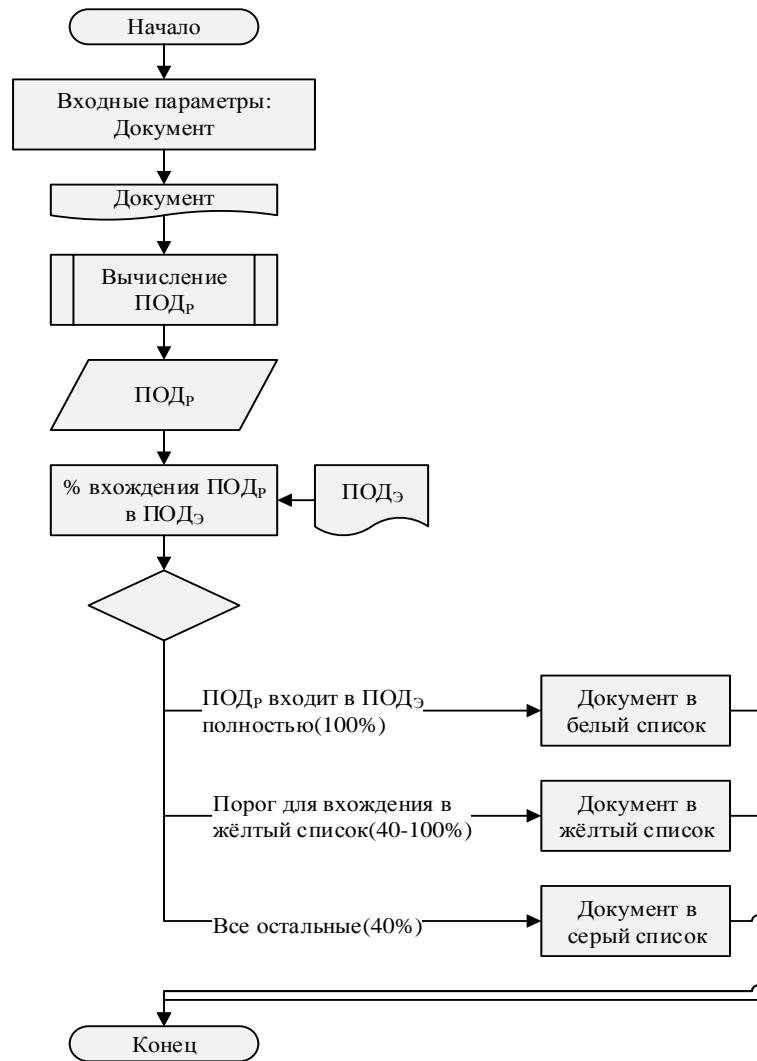 Начало
Входные параметры:
Документ
Документ
Вычисление
ПОДР
ПОДР
% вхождения ПОДР
в ПОДЭ
ПОДЭ
ПОДР входит в ПОДЭ
полностью(100%)
Документ в
белый список
Порог для вхождения в
жёлтый список(40-100%)
Документ в
жёлтый список
Все остальные(40%)
Документ в
серый список
Конец